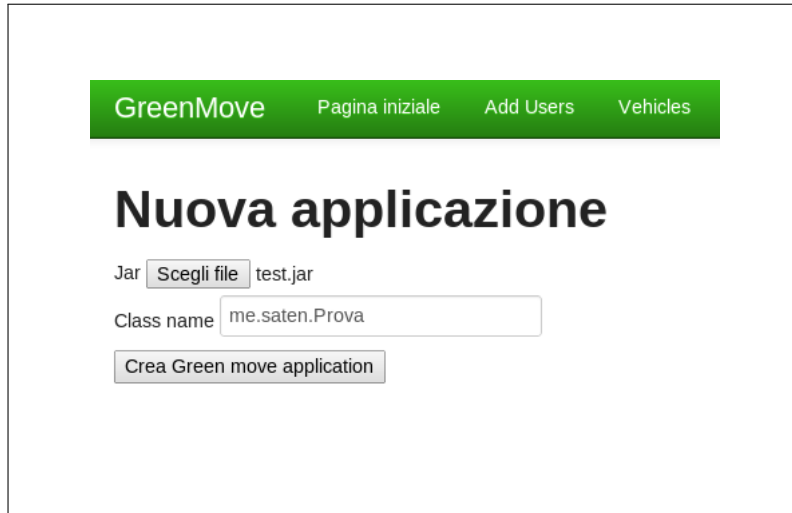 GreenMove Pagina iniziale Add Users Vehicles
Nuova applicazione
Jar Scegli file test.jar
Class name me.saten.Prova
Crea Green move application